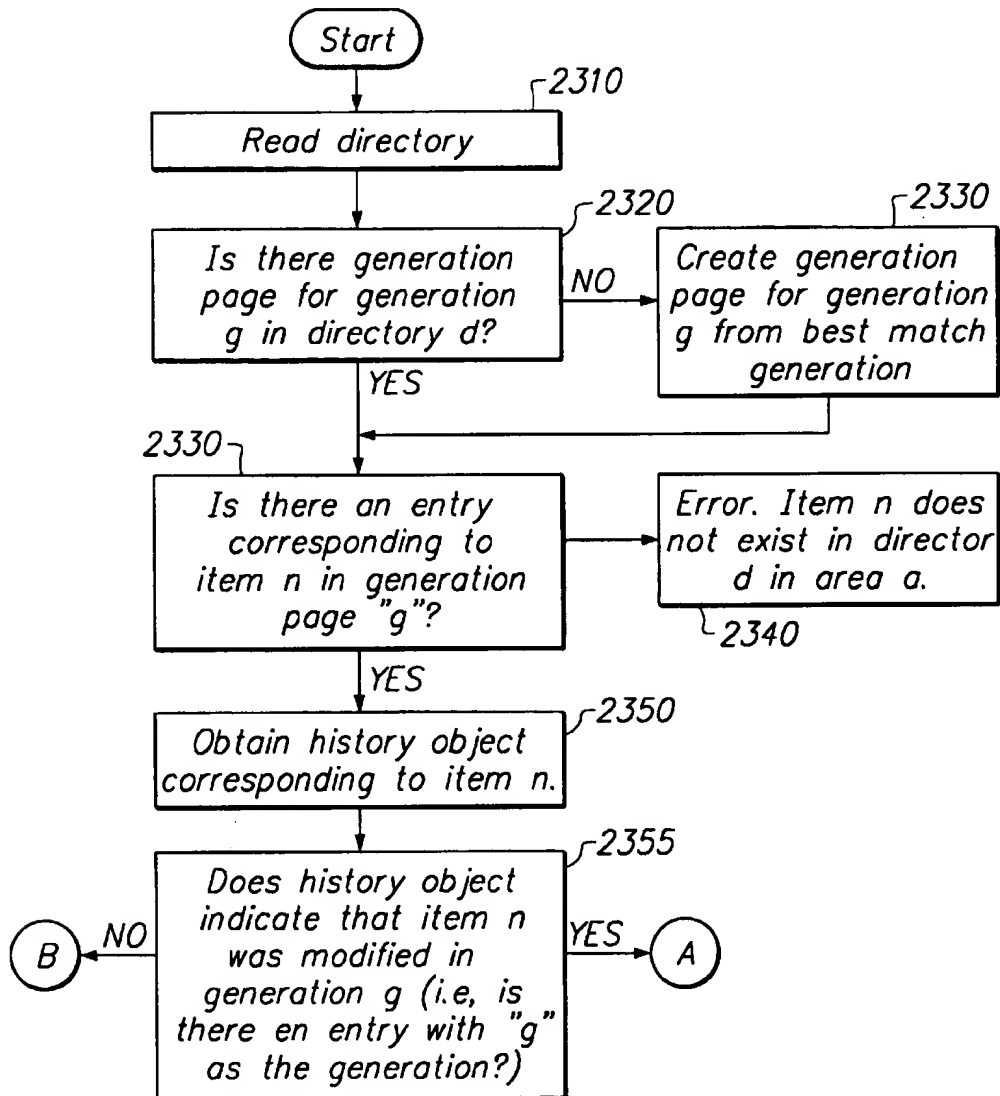 Start
2310
Read directory
2320
Is there generation
page for generation
g in directory d?
NO
2330
Create generation
page for generation
g from best match
generation
YES
2330
Is there an entry
corresponding to
item n in generation
page "g"?
Error. Item n does
not exist in director
d in area a.
2340
YES
2350
Obtain history object
corresponding to item n.
2355
Does history object
indicate that item n
was modified in
generation g (i.e, is
there en entry with "g"
as the generation?)
NO
B
YES
A